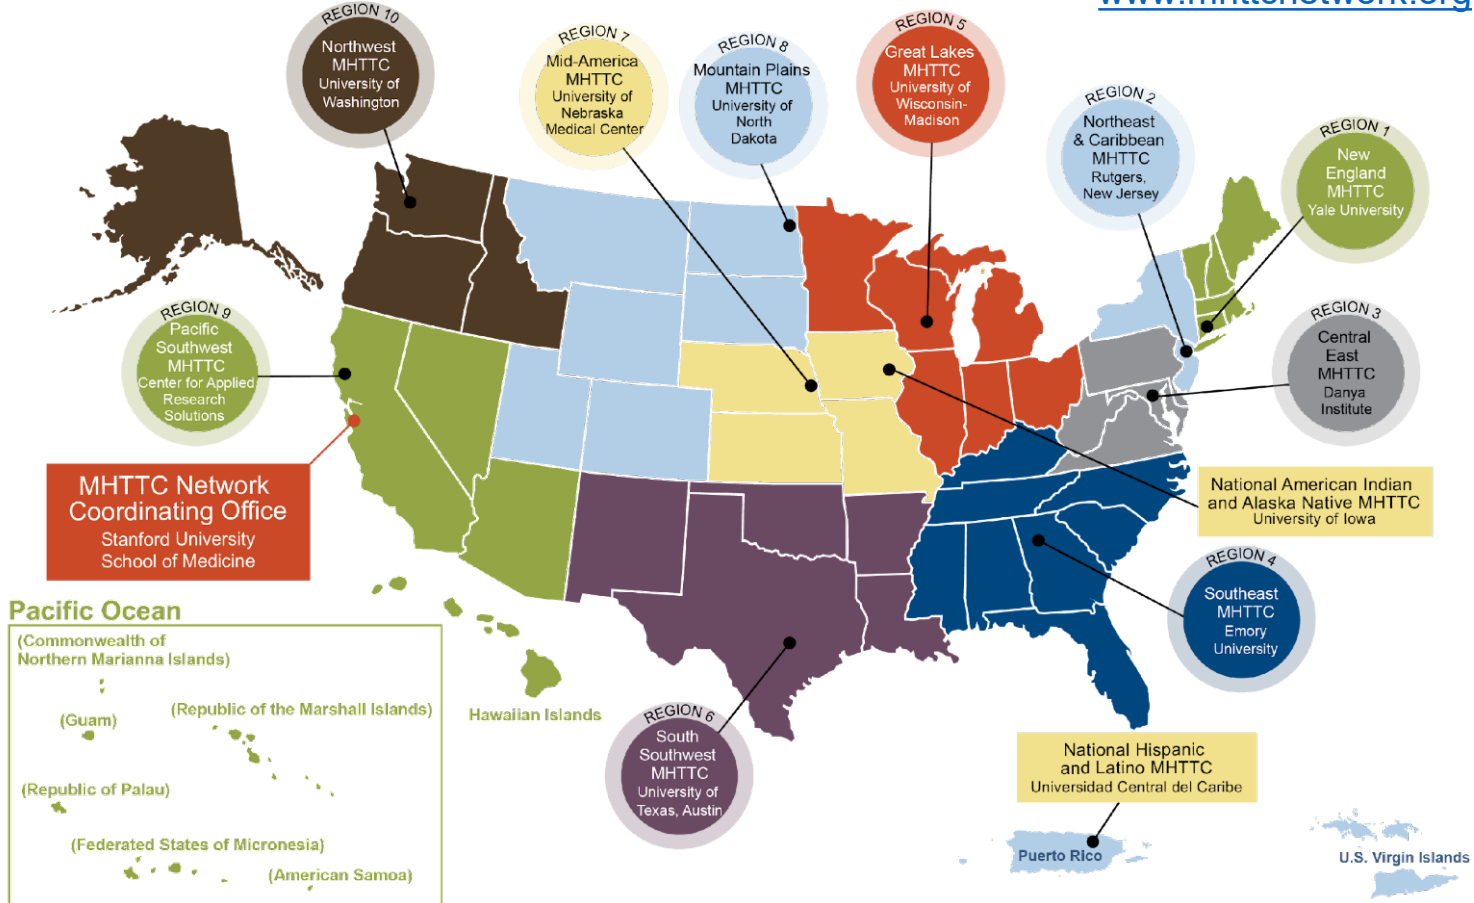 www.mhttcnetwork.org
REGION 10
Northwest
MHTTC
University of
Washington
REGION 7
Mid-America
MHTTC
University of
Nebraska
Medical Center
REGION 8
Mountain Plains
MHTTC
University of
North
Dakota
REGION 5
Great Lakes
MHTTC
University of
Wisconsin-
Madison
REGION 2
Northeast
& Caribbean
MHTTC
Rutgers,
New Jersey
REGION 1
New
England
MHTTC
Yale University
REGION 9
Pacific
Southwest
MHTTC
Center for Applied
Research
Solutions
REGION 3
Central
East
MHTTC
Danya
Institute
MHTTC Network
Coordinating Office
Stanford University
School of Medicine
National American Indian
and Alaska Native MHTTC
University of Iowa
REGION 4
Southeast
MHTTC
Emory
University
Pacific Ocean
(Commonwealth of
Northern Marianna Islands)
(Guam)
(Republic of the Marshall Islands)
(Republic of Palau)
(Federated States of Micronesia)
(American Samoa)
Hawaiian Islands
REGION 6
South
Southwest
MHTTC
University of
Texas, Austin
National Hispanic
and Latino MHTTC
Universidad Central del Caribe
Puerto Rico
U.S. Virgin Islands